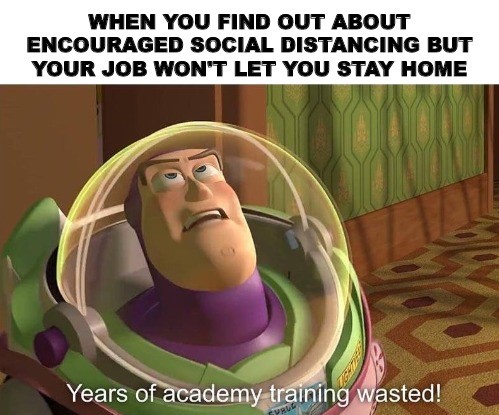 WHEN YOU FIND OUT ABOUT
ENCOURAGED SOCIAL DISTANCING BUT
YOUR JOB WON'T LET YOU STAY HOME
Years of academy training wasted!